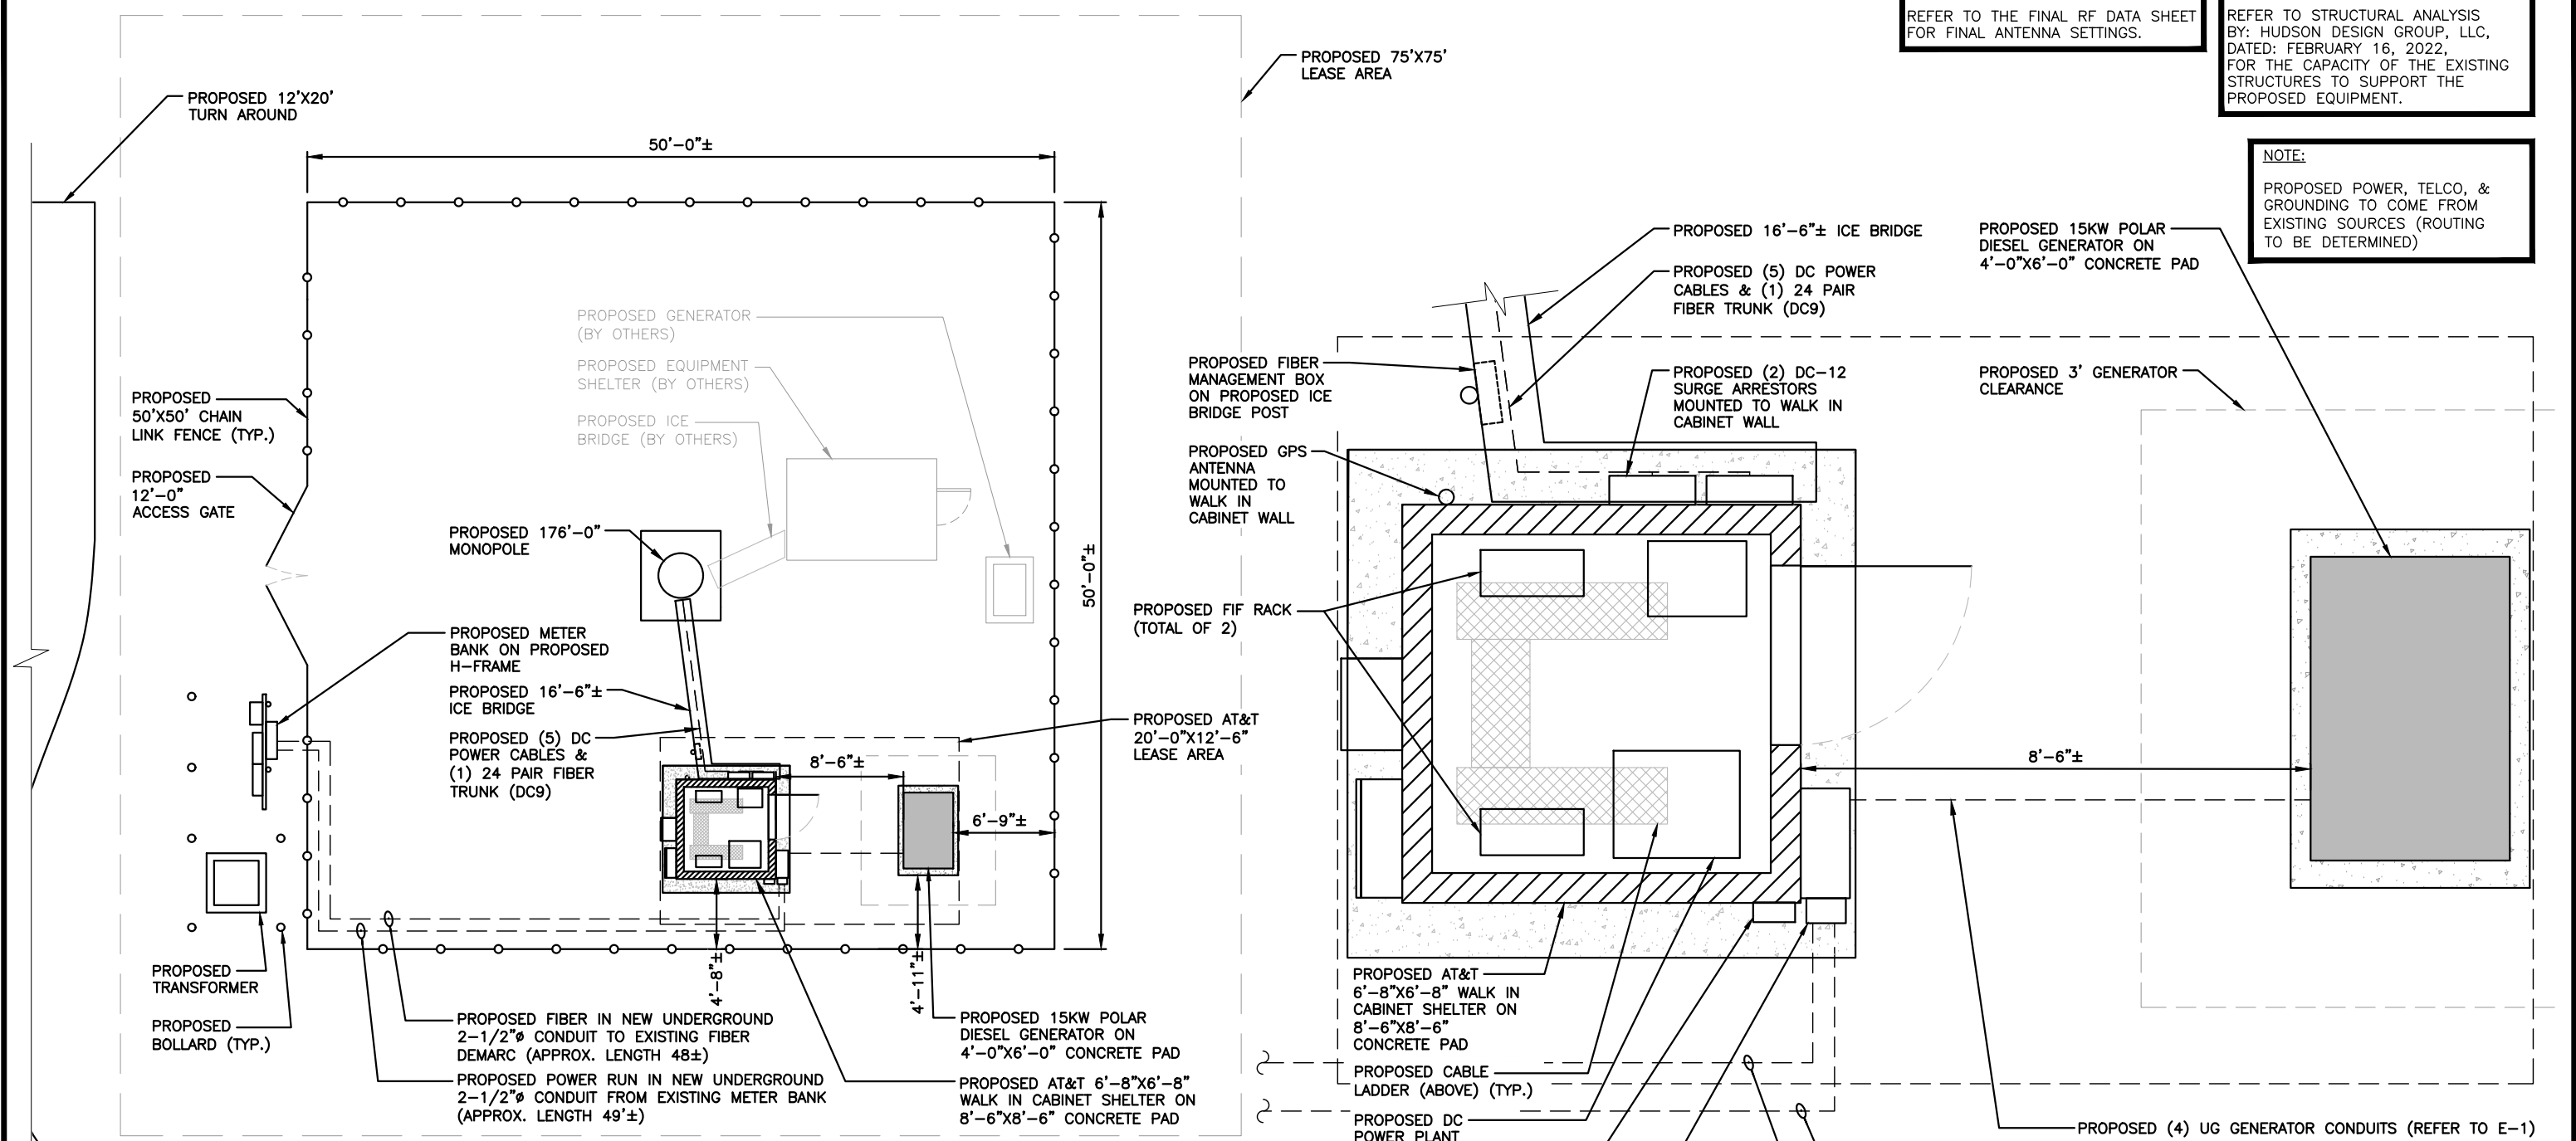 REFER TO THE FINAL RF DATA SHEET
FOR FINAL ANTENNA SETTINGS.
REFER TO STRUCTURAL ANALYSIS
BY: HUDSON DESIGN GROUP, LLC,
DATED: FEBRUARY 16, 2022,
FOR THE CAPACITY OF THE EXISTING
STRUCTURES TO SUPPORT THE
PROPOSED EQUIPMENT.
NOTE:
PROPOSED POWER, TELCO, &
GROUNDING TO COME FROM
EXISTING SOURCES (ROUTING
TO BE DETERMINED)
PROPOSED 75'X75'
LEASE AREA
PROPOSED 12'X20'
TURN AROUND
50'-0"±
PROPOSED GENERATOR
(BY OTHERS)
PROPOSED EQUIPMENT
SHELTER (BY OTHERS)
PROPOSED ICE
BRIDGE (BY OTHERS)
PROPOSED
50'X50' CHAIN
LINK FENCE (TYP.)
PROPOSED
12'-0"
ACCESS GATE
PROPOSED 176'-0"
MONOPOLE
50'-0"±
PROPOSED METER
BANK ON PROPOSED
H-FRAME
PROPOSED 16'-6"±
ICE BRIDGE
PROPOSED (5) DC
POWER CABLES &
(1) 24 PAIR FIBER
TRUNK (DC9)
8'-6"±
6'-9"±
PROPOSED AT&T
20'-0"X12'-6"
LEASE AREA
4'-8"±
4'-11"±
PROPOSED
TRANSFORMER
PROPOSED
BOLLARD (TYP.)
PROPOSED FIBER IN NEW UNDERGROUND
2-1/2"ø CONDUIT TO EXISTING FIBER
DEMARC (APPROX. LENGTH 48±)
PROPOSED POWER RUN IN NEW UNDERGROUND
2-1/2"ø CONDUIT FROM EXISTING METER BANK
(APPROX. LENGTH 49'±)
PROPOSED 15KW POLAR
DIESEL GENERATOR ON
4'-0"X6'-0" CONCRETE PAD
PROPOSED AT&T 6'-8"X6'-8"
WALK IN CABINET SHELTER ON
8'-6"X8'-6" CONCRETE PAD
PROPOSED 16'-6"± ICE BRIDGE
PROPOSED (5) DC POWER
CABLES & (1) 24 PAIR
FIBER TRUNK (DC9)
PROPOSED 15KW POLAR
DIESEL GENERATOR ON
4'-0"X6'-0" CONCRETE PAD
PROPOSED FIBER
MANAGEMENT BOX
ON PROPOSED ICE
BRIDGE POST
PROPOSED (2) DC-12
SURGE ARRESTORS
MOUNTED TO WALK IN
CABINET WALL
PROPOSED 3' GENERATOR
CLEARANCE
PROPOSED GPS
ANTENNA
MOUNTED TO
WALK IN
CABINET WALL
PROPOSED FIF RACK
(TOTAL OF 2)
8'-6"±
PROPOSED AT&T
6'-8"X6'-8" WALK IN
CABINET SHELTER ON
8'-6"X8'-6"
CONCRETE PAD
PROPOSED CABLE
LADDER (ABOVE) (TYP.)
PROPOSED DC
POWER PLANT
PROPOSED (4) UG GENERATOR CONDUITS (REFER TO E-1)